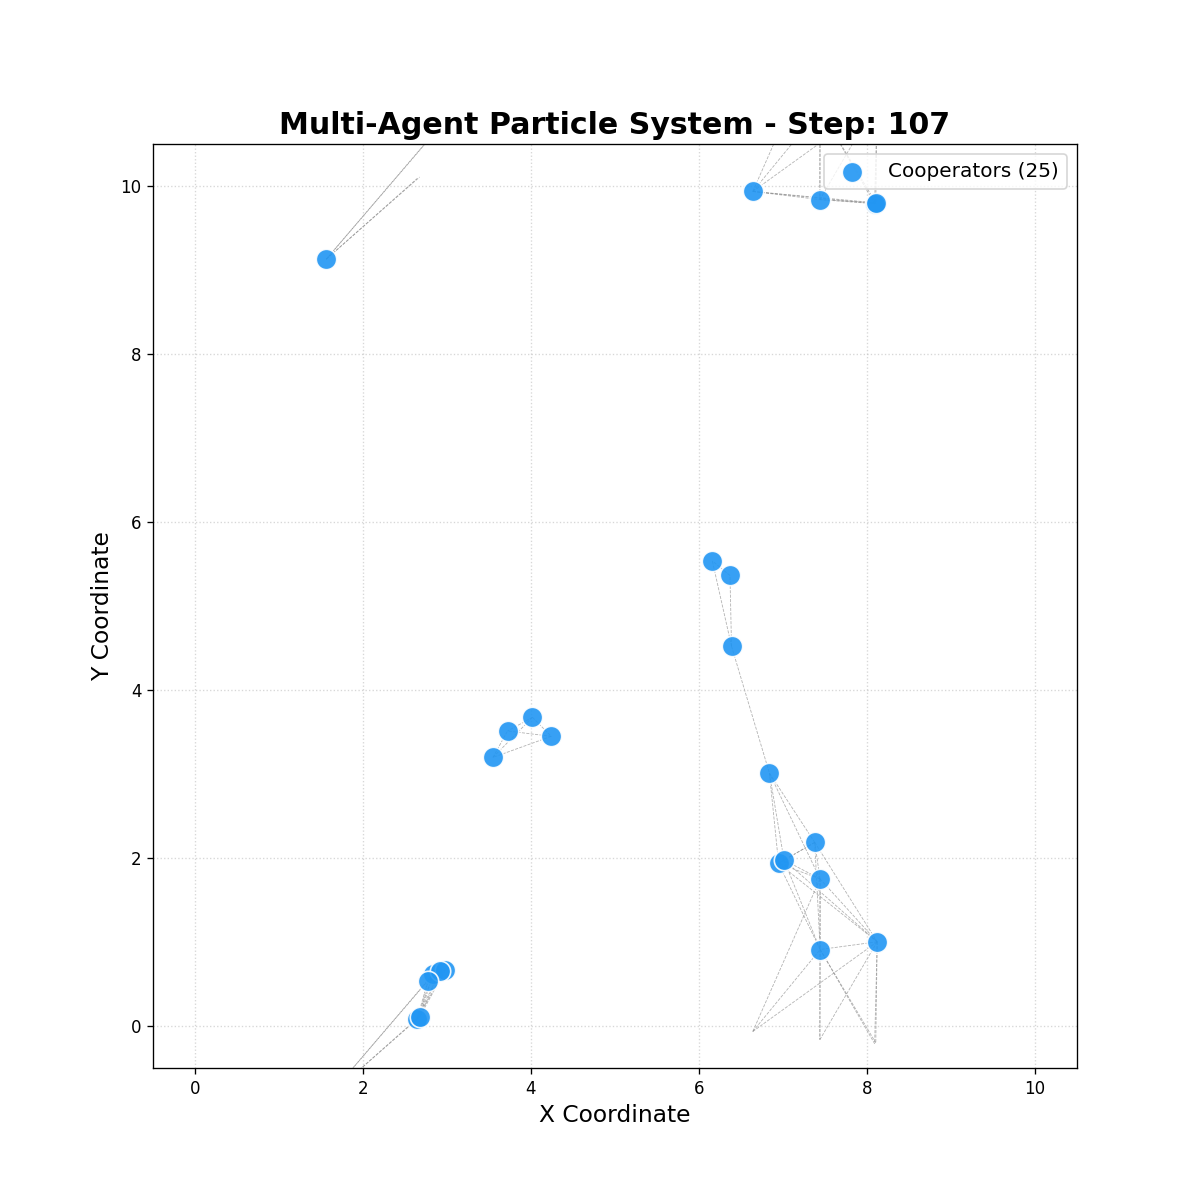 Multi-Agent Particle System - Step: 107
Cooperators (25)
10
8
6
4
2
0
Y Coordinate
0 2 4 6 8 10
X Coordinate